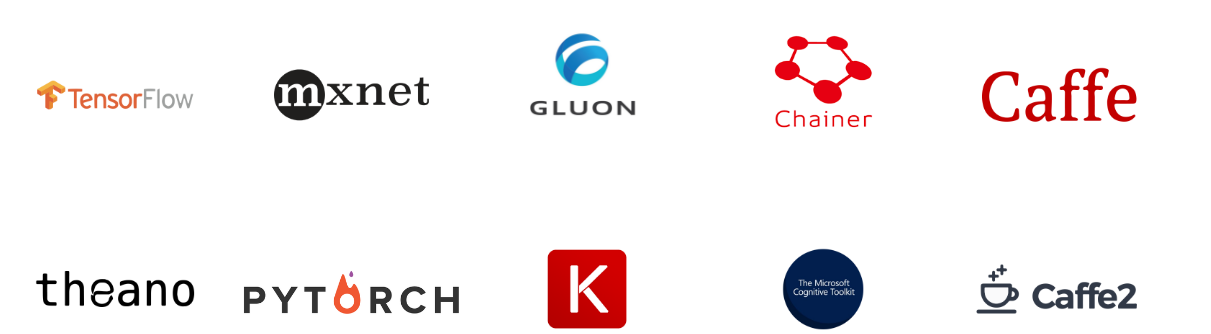 TensorFlow
mxnet
GLUON
Chainer
Caffe
theano
PYTORCH
K
The Microsoft
Cognitive Toolkit
Caffe2